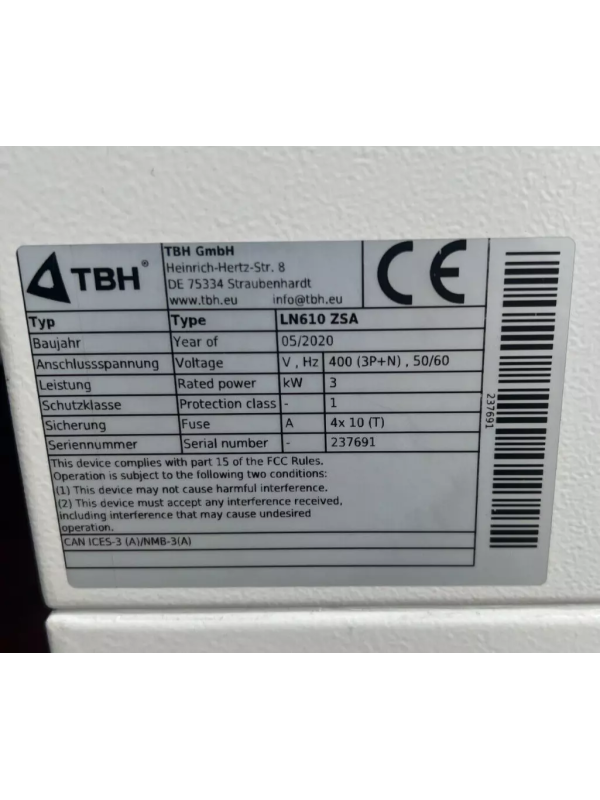 TBH®
TBH GmbH
Heinrich-Hertz-Str. 8
DE 75334 Straubenhardt
www.tbh.eu info@tbh.eu
CE
Typ Type LN610 ZSA
Baujahr Year of 05/2020
Anschlussspannung Voltage V , Hz 400 (3P+N) , 50/60
Leistung Rated power kW 3
Schutzklasse Protection class - 1
Sicherung Fuse A 4x 10 (T)
Seriennummer Serial number - 237691
This device complies with part 15 of the FCC Rules.
Operation is subject to the following two conditions:
(1) This device may not cause harmful interference.
(2) This device must accept any interference received,
including interference that may cause undesired
operation.
CAN ICES-3 (A)/NMB-3(A)
237691